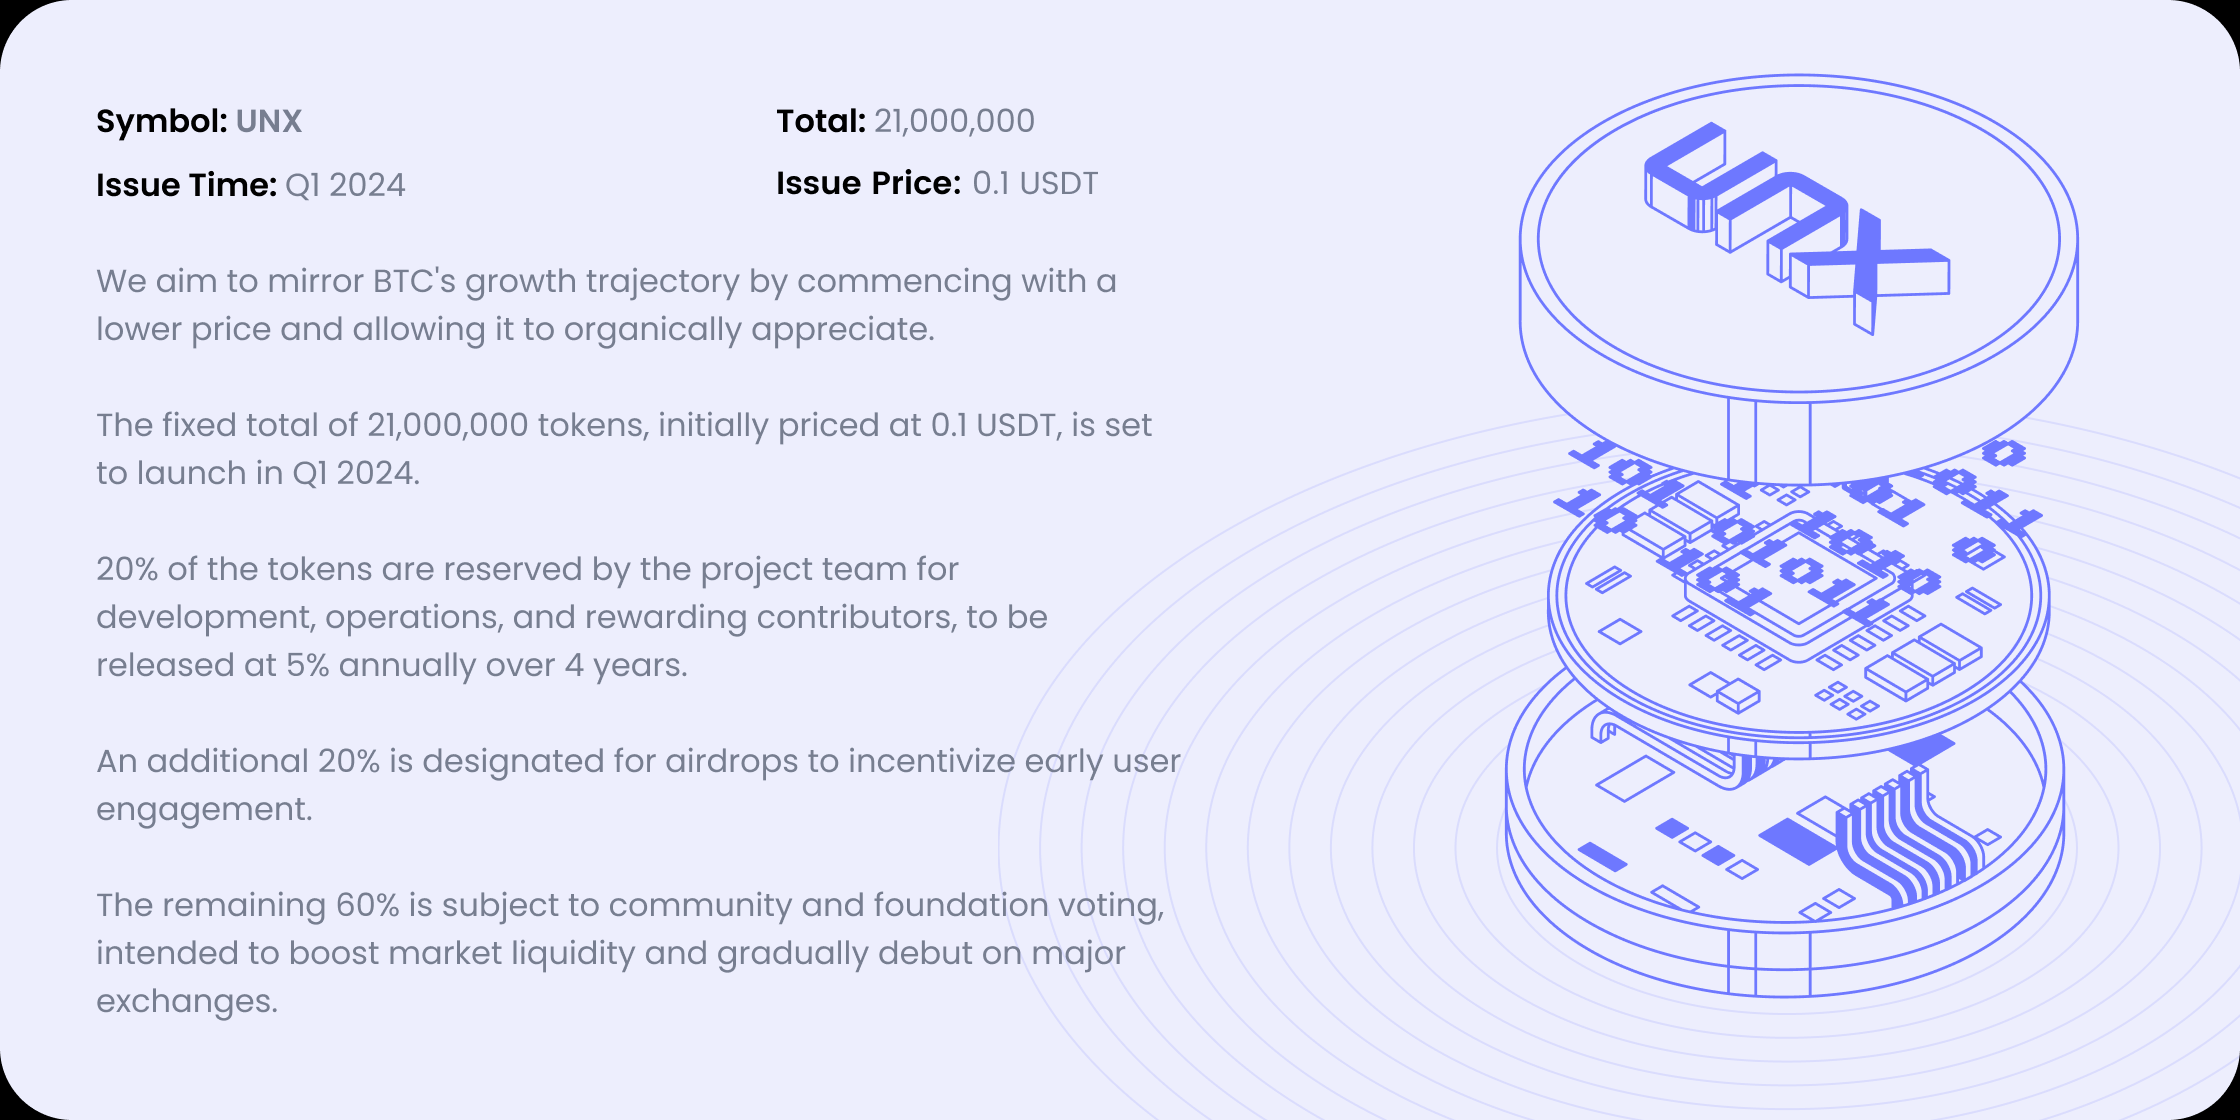 Symbol: UNX
Total: 21,000,000
Issue Time: Q1 2024
Issue Price: 0.1 USDT
We aim to mirror BTC's growth trajectory by commencing with a
lower price and allowing it to organically appreciate.
The fixed total of 21,000,000 tokens, initially priced at 0.1 USDT, is set
to launch in Q1 2024.
20% of the tokens are reserved by the project team for
development, operations, and rewarding contributors, to be
released at 5% annually over 4 years.
An additional 20% is designated for airdrops to incentivize early user
engagement.
The remaining 60% is subject to community and foundation voting,
intended to boost market liquidity and gradually debut on major
exchanges.
UNX